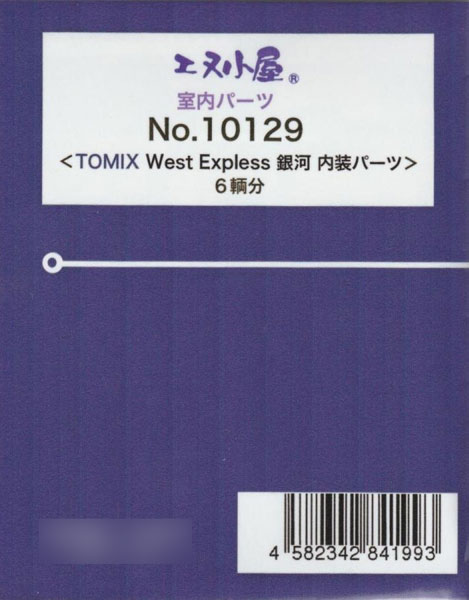 エヌ小屋®
室内パーツ
No.10129
<TOMIX West Expless 銀河 内装パーツ>
6輌分
4 582342 841993